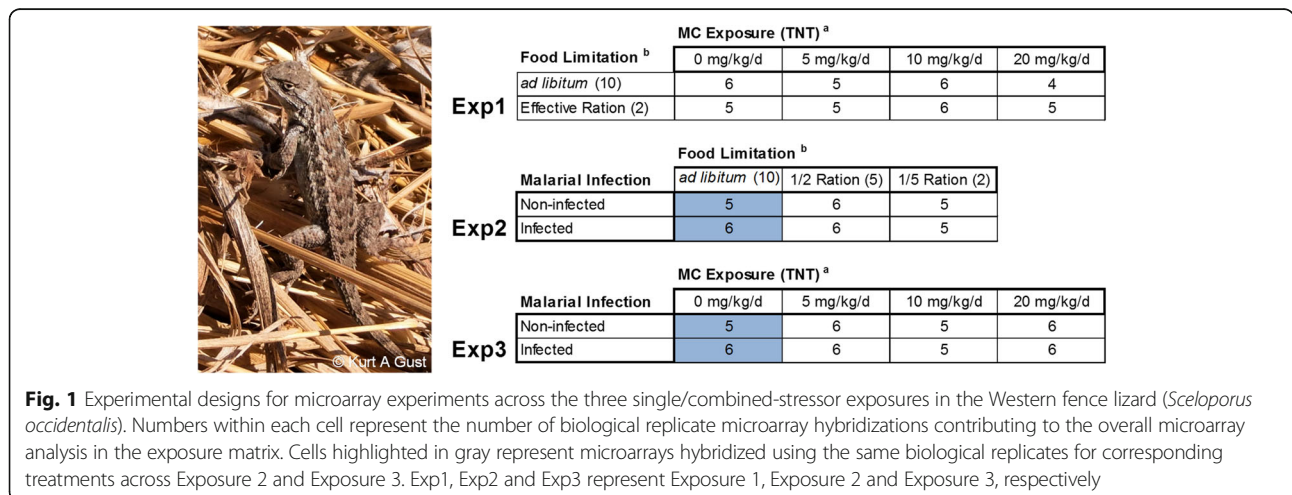 MC Exposure (TNT) a
Food Limitation b 0 mg/kg/d 5 mg/kg/d 10 mg/kg/d 20 mg/kg/d
ad libitum (10) 6 5 6 4
Exp1 Effective Ration (2) 5 5 6 5
Food Limitation b
Malarial Infection ad libitum (10) 1/2 Ration (5) 1/5 Ration (2)
Non-infected 5 6 5
Exp2 Infected 6 6 5
MC Exposure (TNT) a
Malarial Infection 0 mg/kg/d 5 mg/kg/d 10 mg/kg/d 20 mg/kg/d
Non-infected 5 6 5 6
Exp3 Infected 6 6 5 6
© Kurt A Gust
Fig. 1 Experimental designs for microarray experiments across the three single/combined-stressor exposures in the Western fence lizard (Sceloporus
occidentalis). Numbers within each cell represent the number of biological replicate microarray hybridizations contributing to the overall microarray
analysis in the exposure matrix. Cells highlighted in gray represent microarrays hybridized using the same biological replicates for corresponding
treatments across Exposure 2 and Exposure 3. Exp1, Exp2 and Exp3 represent Exposure 1, Exposure 2 and Exposure 3, respectively